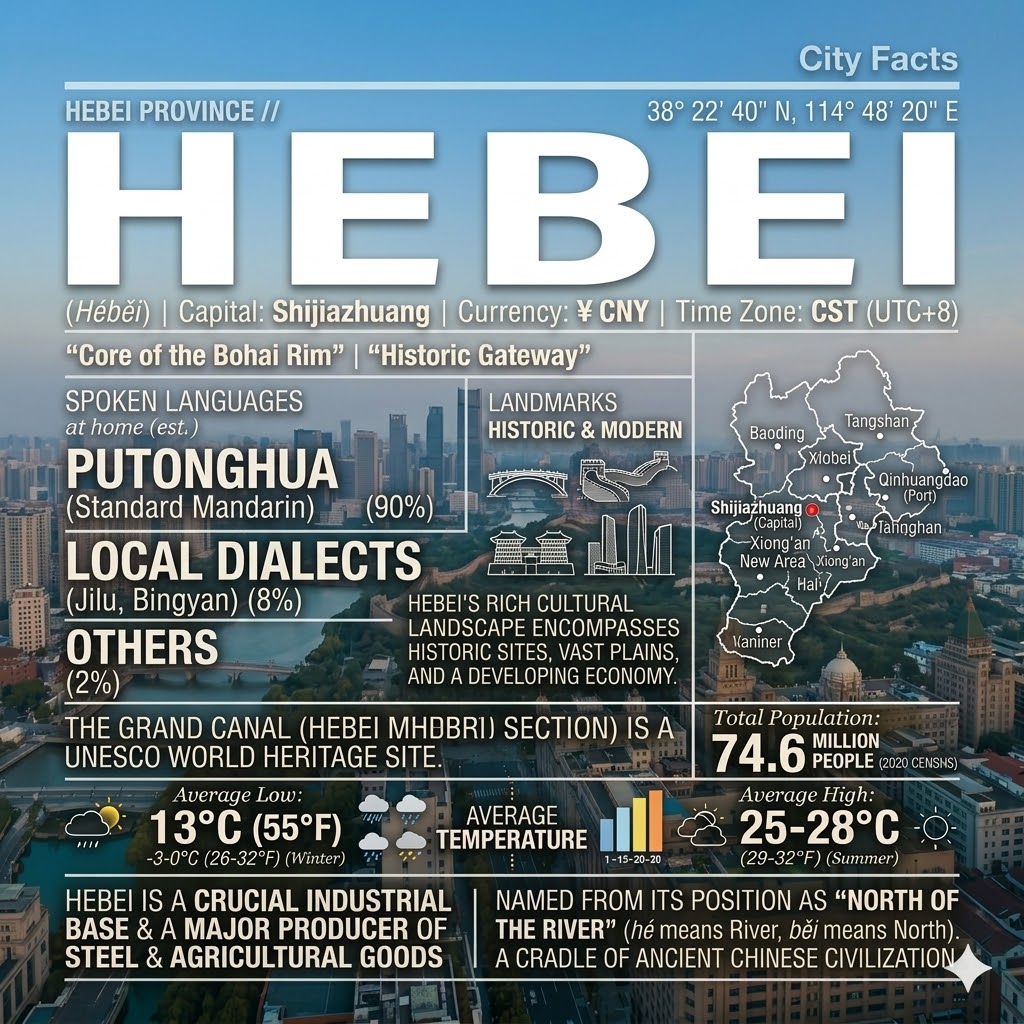 City Facts
HEBEI PROVINCE //
38° 22' 40" N, 114° 48' 20" E
HEBEI
(Héběi) | Capital: Shijiazhuang | Currency: ¥ CNY | Time Zone: CST (UTC+8)
“Core of the Bohai Rim” | “Historic Gateway”
SPOKEN LANGUAGES
at home (est.)
PUTONGHUA
(Standard Mandarin) (90%)
LOCAL DIALECTS
(Jilu, Bingyan) (8%)
OTHERS
(2%)
LANDMARKS
HISTORIC & MODERN
HEBEI'S RICH CULTURAL
LANDSCAPE ENCOMPASSES
HISTORIC SITES, VAST PLAINS,
AND A DEVELOPING ECONOMY.
Baoding
Tangshan
Xiobei
Qinhuangdao
(Port)
Shijiazhuang
(Capital)
Tangghan
Xiong'an
New Area
Xiong'an
Hal
Vaniner
THE GRAND CANAL (HEBEI SECTION) IS A
UNESCO WORLD HERITAGE SITE.
Total Population:
74.6 MILLION
PEOPLE (2020 CENSHS)
Average Low:
13°C (55°F)
-3-0°C (26-32°F) (Winter)
AVERAGE
TEMPERATURE
1-15-20-20
Average High:
25-28°C
(29-32°F) (Summer)
HEBEI IS A CRUCIAL INDUSTRIAL
BASE & A MAJOR PRODUCER OF
STEEL & AGRICULTURAL GOODS
NAMED FROM ITS POSITION AS “NORTH OF
THE RIVER” (hé means River, běi means North).
A CRADLE OF ANCIENT CHINESE CIVILIZATION